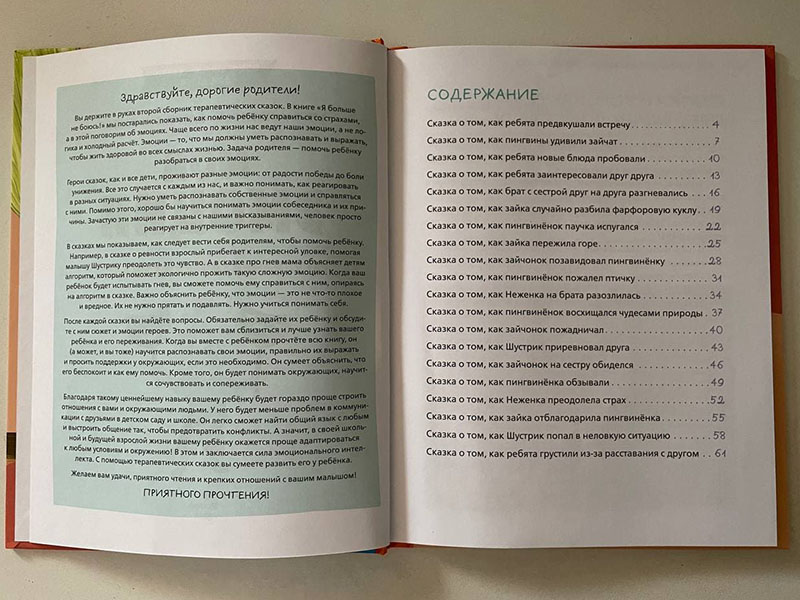 Здравствуйте, дорогие родители!
Вы держите в руках второй сборник терапевтических сказок. В книге «Я больше
не боюсь!» мы постарались показать, как помочь ребёнку справиться со страхами,
а в этой поговорим об эмоциях. Чаще всего по жизни нас ведут наши эмоции, а не ло-
гика и холодный расчёт. Эмоции — то, что мы должны уметь распознавать и выражать,
чтобы жить здоровой во всех смыслах жизнью. Задача родителя — помочь ребёнку
разобраться в своих эмоциях.
Герои сказок, как и все дети, проживают разные эмоции: от радости победы до боли
унижения. Все это случается с каждым из нас, и важно понимать, как реагировать
в разных ситуациях. Нужно уметь распознавать собственные эмоции и справляться
с ними. Помимо этого, хорошо бы научиться понимать эмоции собеседника и их при-
чины. Зачастую эти эмоции не связаны с нашими высказываниями, человек просто
реагирует на внутренние триггеры.
В сказках мы показываем, как следует вести себя родителям, чтобы помочь ребёнку.
Например, в сказке о ревности взрослый прибегает к интересной уловке, помогая
малышу Шустрику преодолеть это чувство. А в сказке про гнев мама объясняет детям
алгоритм, который поможет экологично прожить такую сложную эмоцию. Когда ваш
ребёнок будет испытывать гнев, вы сможете помочь ему справиться с ним, опираясь
на алгоритм в сказке. Важно объяснить ребёнку, что эмоции — это не что-то плохое
и вредное. Их не нужно прятать и подавлять. Нужно учиться понимать себя.
После каждой сказки вы найдёте вопросы. Обязательно задайте их ребёнку и обсуди-
те с ним сюжет и эмоции героев. Это поможет вам сблизиться и лучше узнать вашего
ребёнка и его переживания. Когда вы вместе с ребёнком прочтёте всю книгу, он
(а может, и вы тоже) научится распознавать свои эмоции, правильно их выражать
и просить поддержки у окружающих, если это необходимо. Он сумеет объяснить, что
его беспокоит и как ему помочь. Кроме того, он будет понимать окружающих, научит-
ся сочувствовать и сопереживать.
Благодаря такому ценнейшему навыку вашему ребёнку будет гораздо проще строить
отношения с вами и окружающими людьми. У него будет меньше проблем в коммуни-
кации с друзьями в детском саду и школе. Он легко сможет найти общий язык с любым
и выстроить общение так, чтобы предотвратить конфликты. А значит, в своей школь-
ной и будущей взрослой жизни вашему ребёнку окажется проще адаптироваться
к любым условиям и окружению! В этом и заключается сила эмоционального интел-
лекта. С помощью терапевтических сказок вы сумеете развить его у ребёнка.
Желаем вам удачи, приятного чтения и крепких отношений с вашим малышом!
ПРИЯТНОГО ПРОЧТЕНИЯ!
СОДЕРЖАНИЕ
Сказка о том, как ребята предвкушали встречу 4
Сказка о том, как пингвины удивили зайчат 7
Сказка о том, как ребята новые блюда пробовали 10
Сказка о том, как ребята заинтересовали друг друга 13
Сказка о том, как брат с сестрой друг на друга разгневались 16
Сказка о том, как зайка случайно разбила фарфоровую куклу 19
Сказка о том, как пингвинёнок паучка испугался 22
Сказка о том, как зайка пережила горе 25
Сказка о том, как зайчонок позавидовал пингвинёнку 28
Сказка о том, как пингвинёнок пожалел птичку 31
Сказка о том, как Неженка на брата разозлилась 34
Сказка о том, как пингвинёнок восхищался чудесами природы 37
Сказка о том, как зайчонок пожадничал 40
Сказка о том, как Шустрик приревновал друга 43
Сказка о том, как зайчонок на сестру обиделся 46
Сказка о том, как пингвинёнка обзывали 49
Сказка о том, как Неженка преодолела страх 52
Сказка о том, как зайка отблагодарила пингвинёнка 55
Сказка о том, как Шустрик попал в неловкую ситуацию 58
Сказка о том, как ребята грустили из-за расставания с другом 61